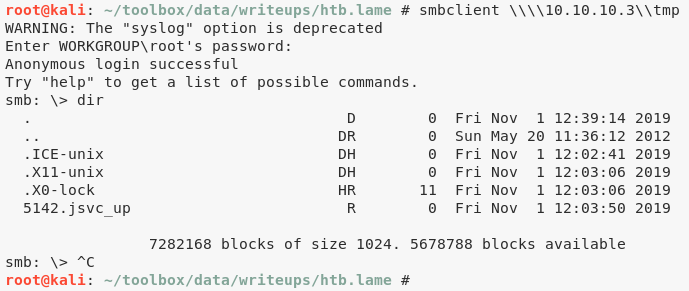 root@kali: ~/toolbox/data/writeups/htb.lame # smbclient \\\\10.10.10.3\\tmp
WARNING: The "syslog" option is deprecated
Enter WORKGROUP\root's password:
Anonymous login successful
Try "help" to get a list of possible commands.
smb: \> dir
  .                                   D        0  Fri Nov  1 12:39:14 2019
  ..                                 DR        0  Sun May 20 11:36:12 2012
  .ICE-unix                          DH        0  Fri Nov  1 12:02:41 2019
  .X11-unix                          DH        0  Fri Nov  1 12:03:06 2019
  .X0-lock                           HR       11  Fri Nov  1 12:03:06 2019
  5142.jsvc_up                        R        0  Fri Nov  1 12:03:50 2019
                7282168 blocks of size 1024. 5678788 blocks available
smb: \> ^C
root@kali: ~/toolbox/data/writeups/htb.lame #